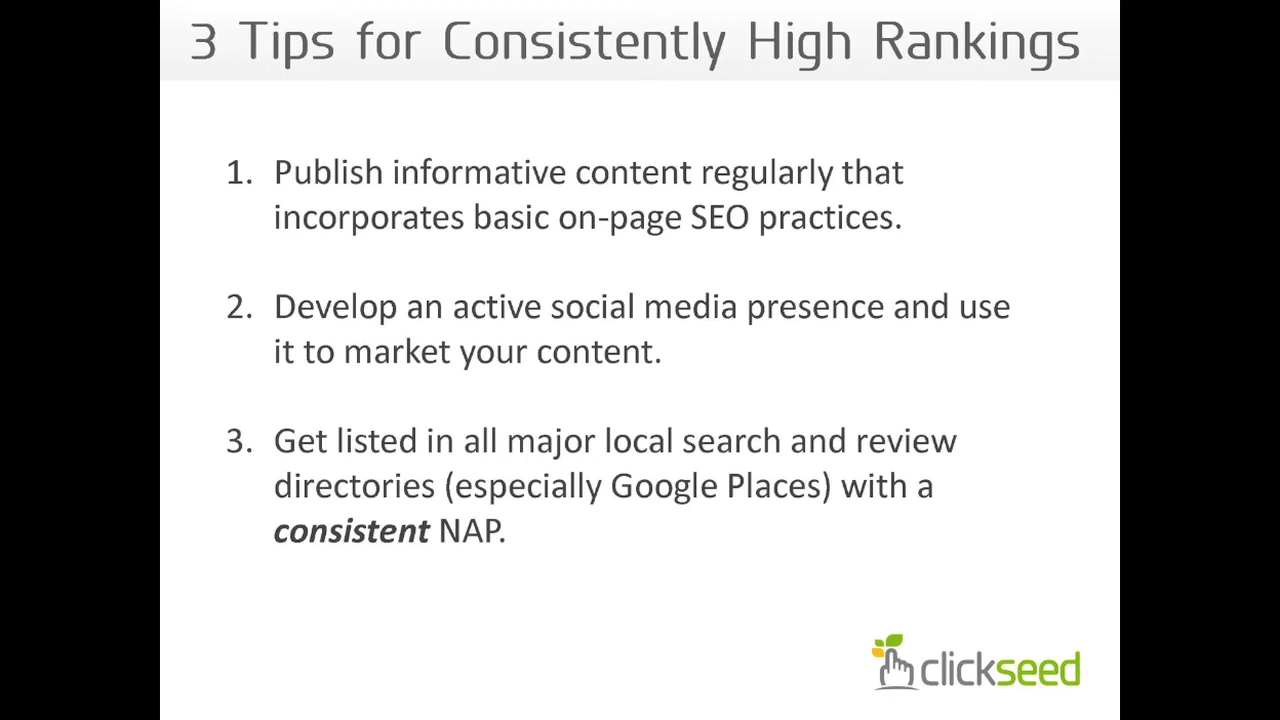 3 Tips for Consistently High Rankings
1. Publish informative content regularly that
incorporates basic on-page SEO practices.
2. Develop an active social media presence and use
it to market your content.
3. Get listed in all major local search and review
directories (especially Google Places) with a
consistent NAP.
clickseed